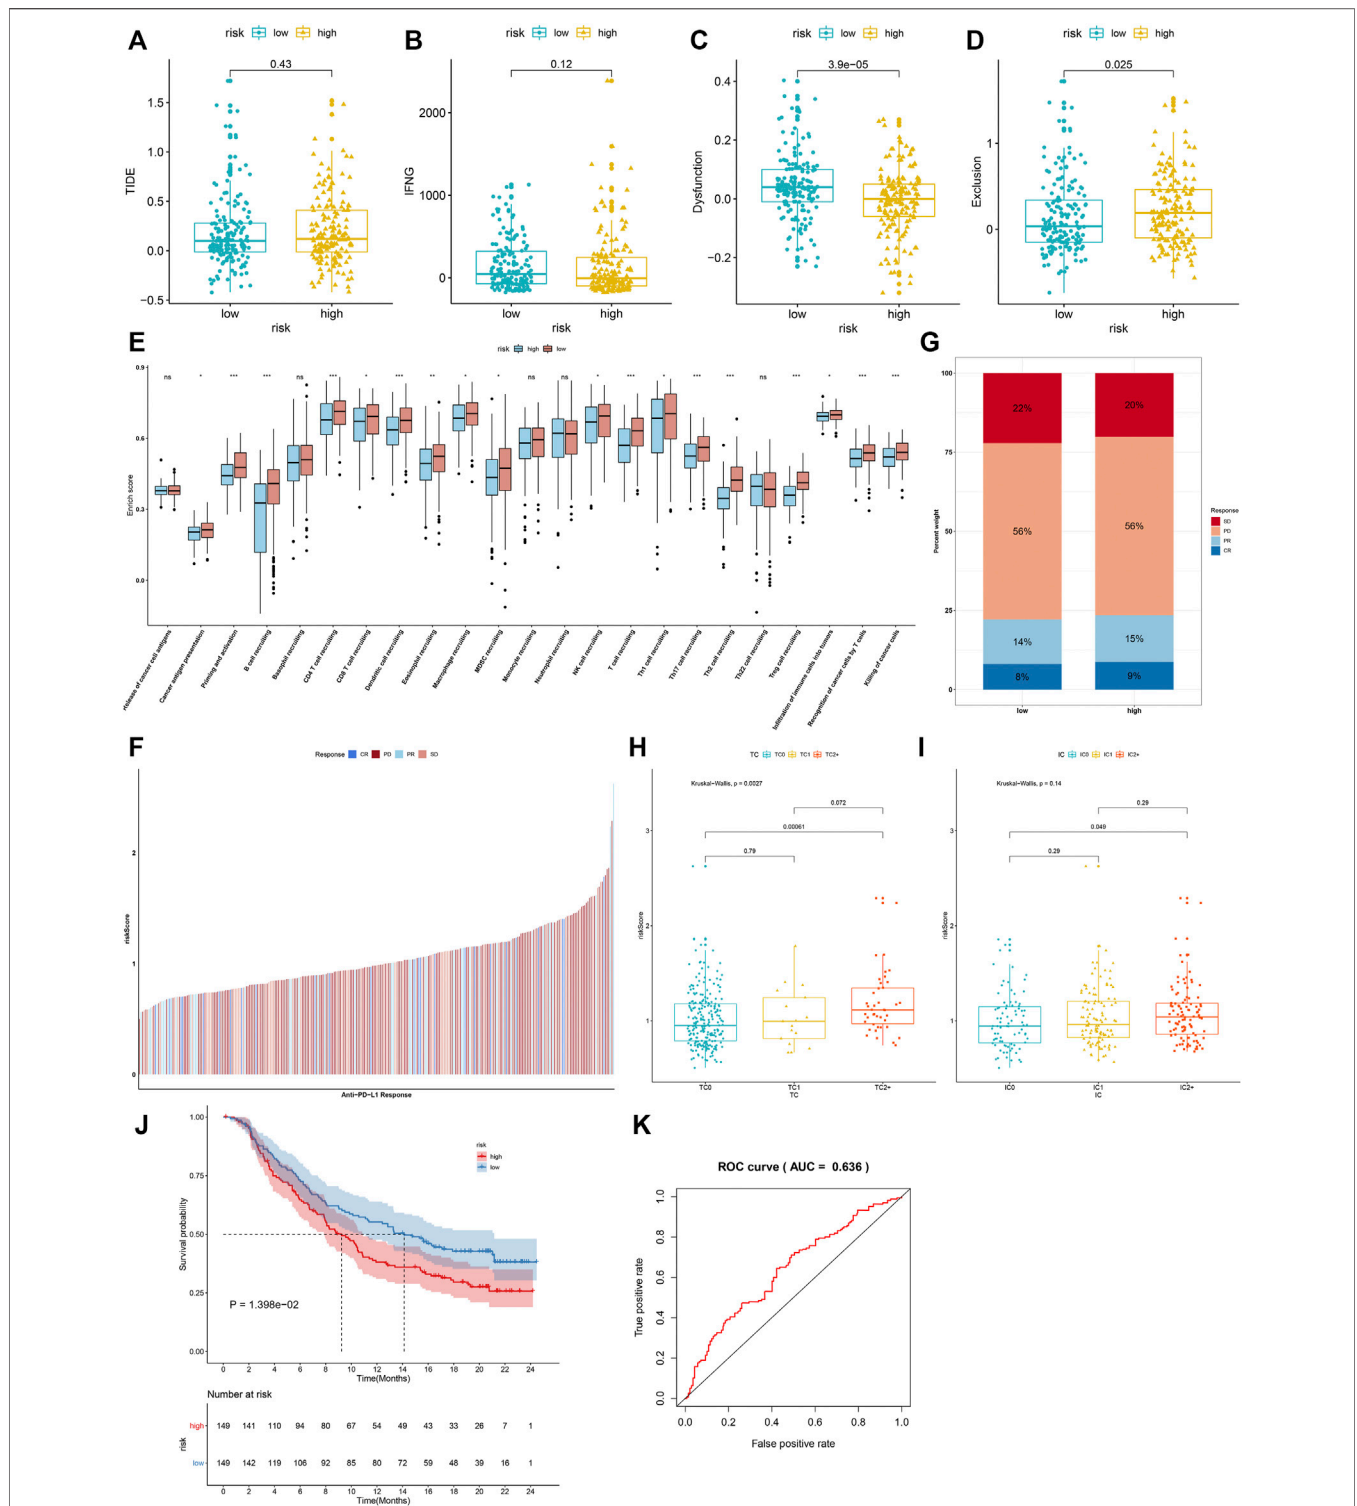 A
risk low high
0.43
TIDE
1.5
1.0
0.5
0.0
−0.5
low high
risk
B
risk low high
0.12
IFNG
2000
1000
0
low high
risk
C
risk low high
3.9e−05
Dysfunction
0.4
0.2
0.0
−0.2
low high
risk
D
risk low high
0.025
Exclusion
1
0
low high
risk
E
risk high low
ns * *** *** ns *** * *** ** * * ns ns * *** * *** *** ns *** * *** ***
Enrich score
0.9
0.6
0.3
0.0
release of cancer cell antigens
Cancer antigen presentation
Priming and activation
B cell recruiting
Basophil recruiting
CD4 T cell recruiting
CD8 T cell recruiting
Dendritic cell recruiting
Eosinophil recruiting
Macrophage recruiting
MDSC recruiting
Monocyte recruiting
Neutrophil recruiting
NK cell recruiting
T cell recruiting
Th1 cell recruiting
Th17 cell recruiting
Th2 cell recruiting
Th22 cell recruiting
Treg cell recruiting
Infiltration of immune cells into tumors
Recognition of cancer cells by T cells
Killing of cancer cells
G
Percent weight
100
75
50
25
0
22% 20%
56% 56%
14% 15%
8% 9%
low high
Response
SD
PD
PR
CR
F
Response CR PD PR SD
riskScore
2
1
0
Anti−PD−L1 Response
H
TC TC0 TC1 TC2+
Kruskal−Wallis, p = 0.0027
0.072
0.00061
0.79
riskScore
3
2
1
TC0 TC1 TC2+
TC
I
IC IC0 IC1 IC2+
Kruskal−Wallis, p = 0.14
0.29
0.049
0.29
riskScore
3
2
1
IC0 IC1 IC2+
IC
J
risk
high
low
Survival probability
1.00
0.75
0.50
0.25
0.00
P = 1.398e−02
0 2 4 6 8 10 12 14 16 18 20 22 24
Time(Months)
Number at risk
risk
high 149 141 110 94 80 67 54 49 43 33 26 7 1
low 149 142 119 106 92 85 80 72 59 48 39 16 1
0 2 4 6 8 10 12 14 16 18 20 22 24
Time(Months)
K
ROC curve ( AUC = 0.636 )
True positive rate
1.0
0.8
0.6
0.4
0.2
0.0
0.0 0.2 0.4 0.6 0.8 1.0
False positive rate